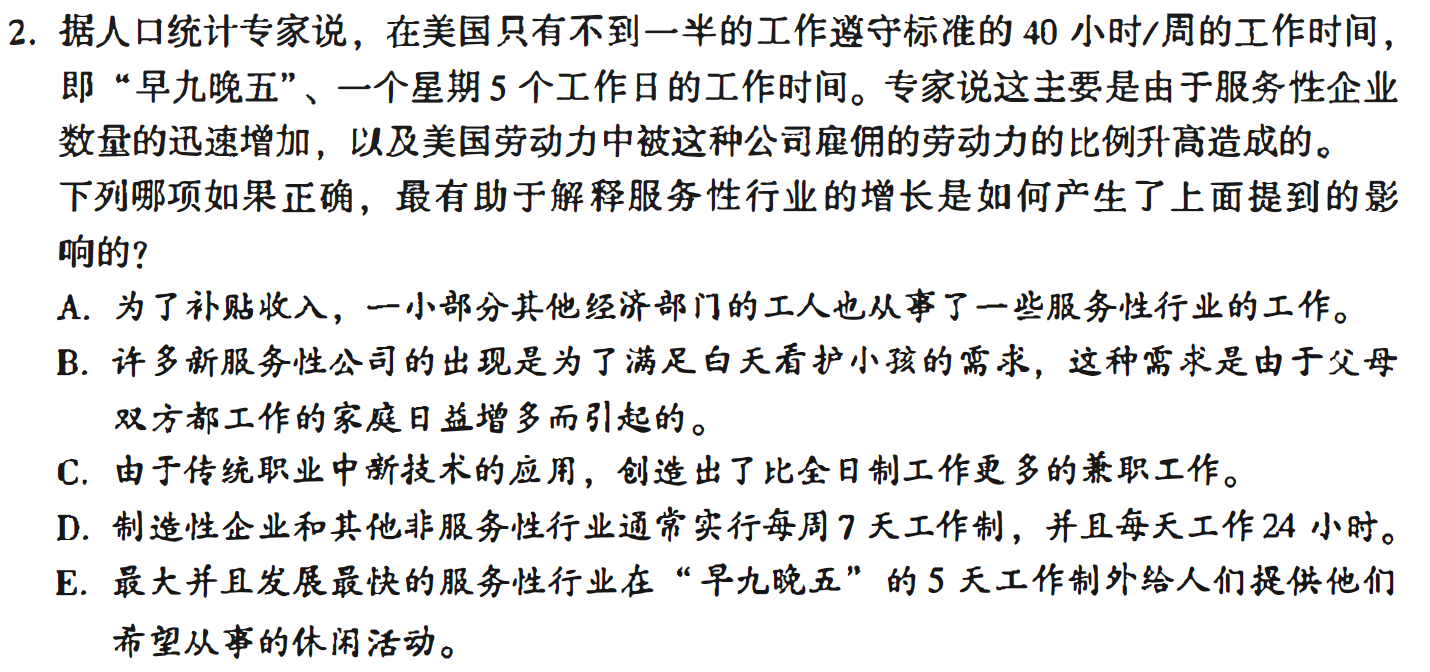 2. 据人口统计专家说，在美国只有不到一半的工作遵守标准的 40 小时/周的工作时间，
即“早九晚五”、一个星期 5 个工作日的工作时间。专家说这主要是由于服务性企业
数量的迅速增加，以及美国劳动力中被这种公司雇佣的劳动力的比例升高造成的。
下列哪项如果正确，最有助于解释服务性行业的增长是如何产生了上面提到的影
响的?
A. 为了补贴收入，一小部分其他经济部门的工人也从事了一些服务性行业的工作。
B. 许多新服务性公司的出现是为了满足白天看护小孩的需求，这种需求是由于父母
双方都工作的家庭日益增多而引起的。
C. 由于传统职业中新技术的应用，创造出了比全日制工作更多的兼职工作。
D. 制造性企业和其他非服务性行业通常实行每周 7 天工作制，并且每天工作 24 小时。
E. 最大并且发展最快的服务性行业在“早九晚五”的 5 天工作制外给人们提供他们
希望从事的休闲活动。